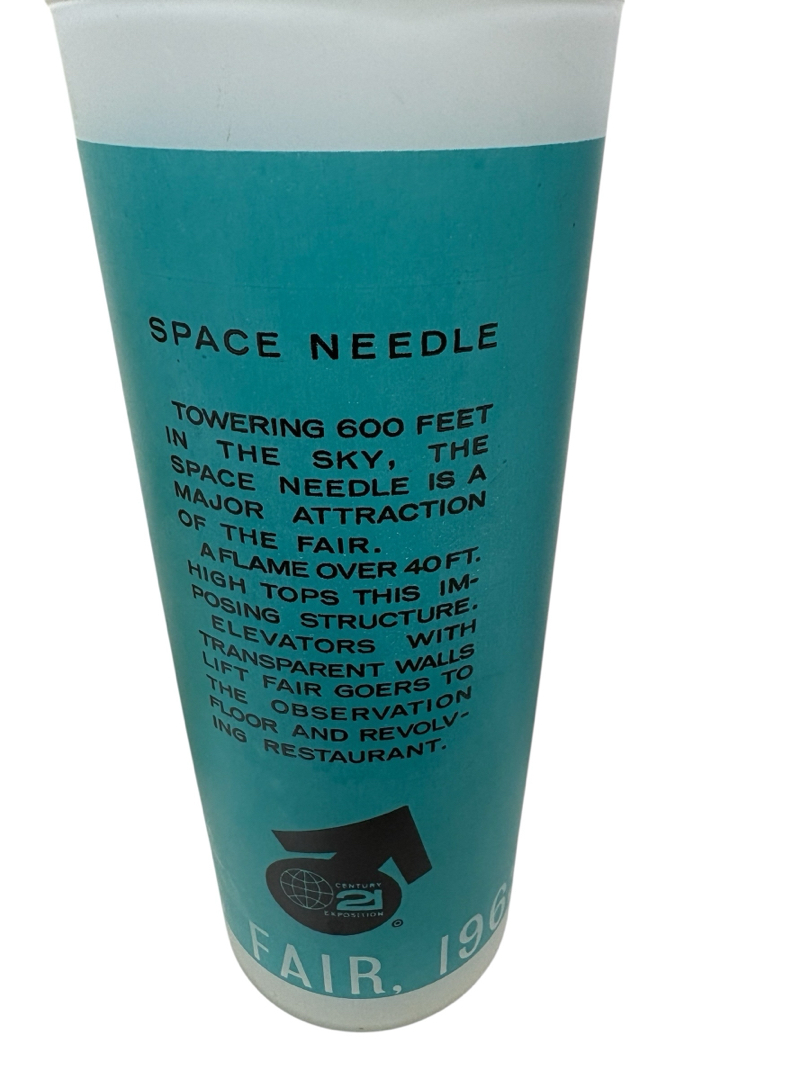 SPACE NEEDLE
TOWERING 600 FEET
IN THE SKY, THE
SPACE NEEDLE IS A
MAJOR ATTRACTION
OF THE FAIR.
A FLAME OVER 40 FT.
HIGH TOPS THIS IM-
POSING STRUCTURE.
ELEVATORS WITH
TRANSPARENT WALLS
LIFT FAIR GOERS TO
THE OBSERVATION
FLOOR AND REVOLV-
ING RESTAURANT.
CENTURY
21
EXPOSITION
®
FAIR, 196